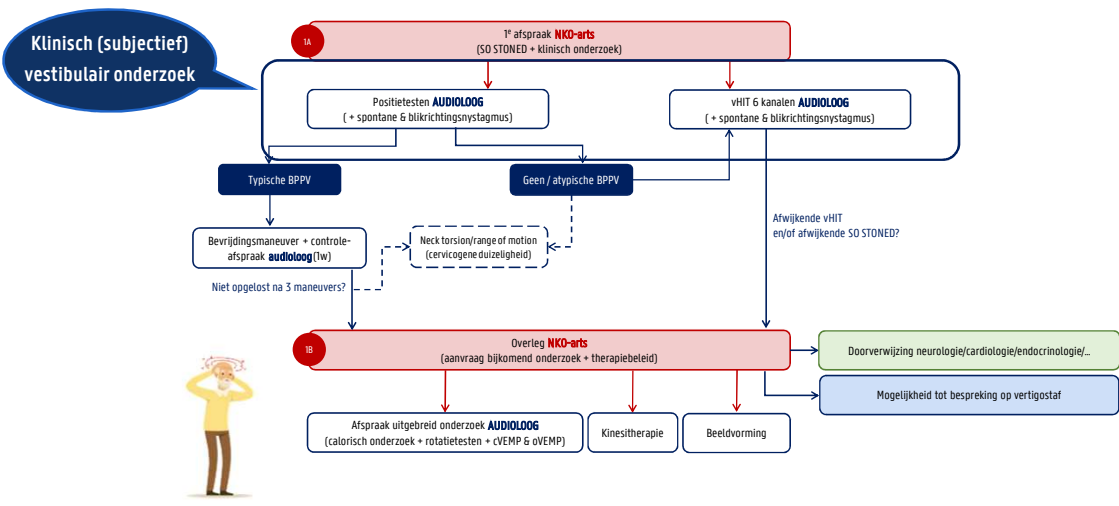 Klinisch (subjectief)
vestibulair onderzoek
1A
1e afspraak NKO-arts
(SO STONED + klinisch onderzoek)
Positietesten AUDIOLOOG
( + spontane & blikrichtingsnystagmus)
vHIT 6 kanalen AUDIOLOOG
( + spontane & blikrichtingsnystagmus)
Typische BPPV
Geen / atypische BPPV
Afwijkende vHIT
en/of afwijkende SO STONED?
Bevrijdingsmaneuver + controle-
afspraak audioloog (1w)
Neck torsion/range of motion
(cervicogene duizeligheid)
Niet opgelost na 3 maneuvers?
1B
Overleg NKO-arts
(aanvraag bijkomend onderzoek + therapiebeleid)
Doorverwijzing neurologie/cardiologie/endocrinologie/…
Mogelijkheid tot bespreking op vertigostaf
Afspraak uitgebreid onderzoek AUDIOLOOG
(calorisch onderzoek + rotatietesten + cVEMP & oVEMP)
Kinesitherapie
Beeldvorming